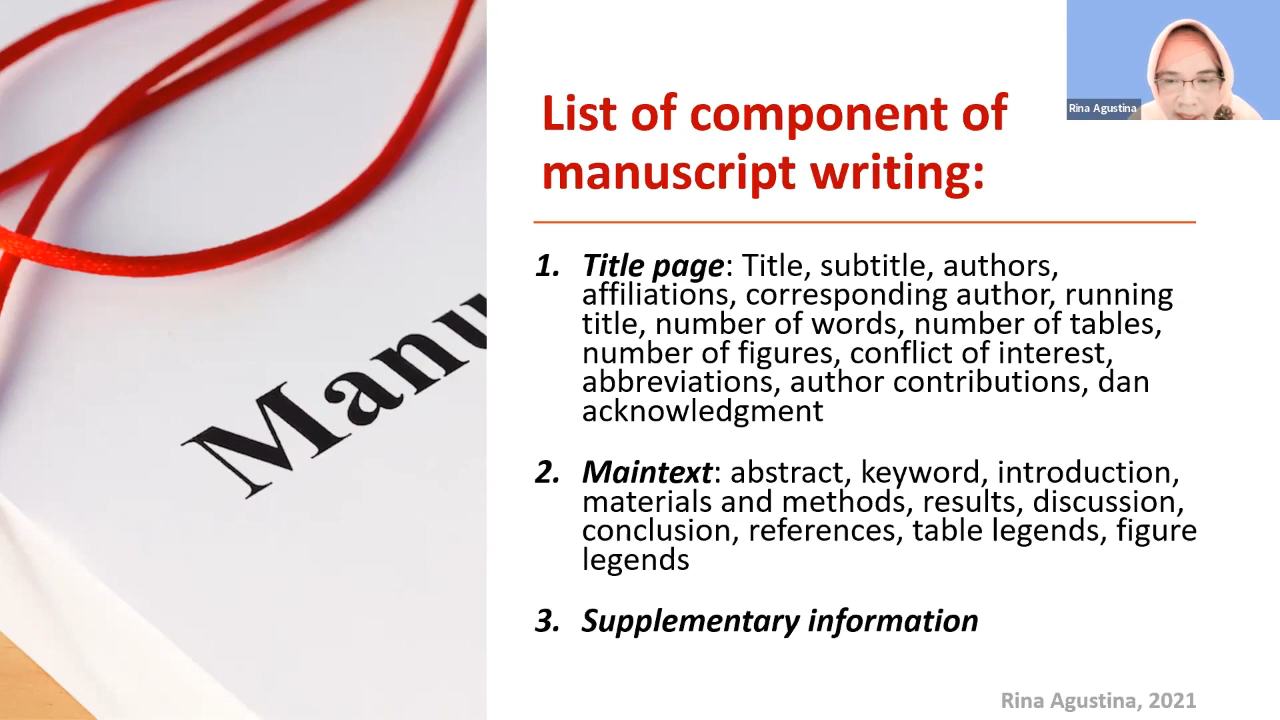 Rina Agustina
List of component of
manuscript writing:
1. Title page: Title, subtitle, authors,
affiliations, corresponding author, running
title, number of words, number of tables,
number of figures, conflict of interest,
abbreviations, author contributions, dan
acknowledgment
2. Maintext: abstract, keyword, introduction,
materials and methods, results, discussion,
conclusion, references, table legends, figure
legends
3. Supplementary information
Manu
Rina Agustina, 2021